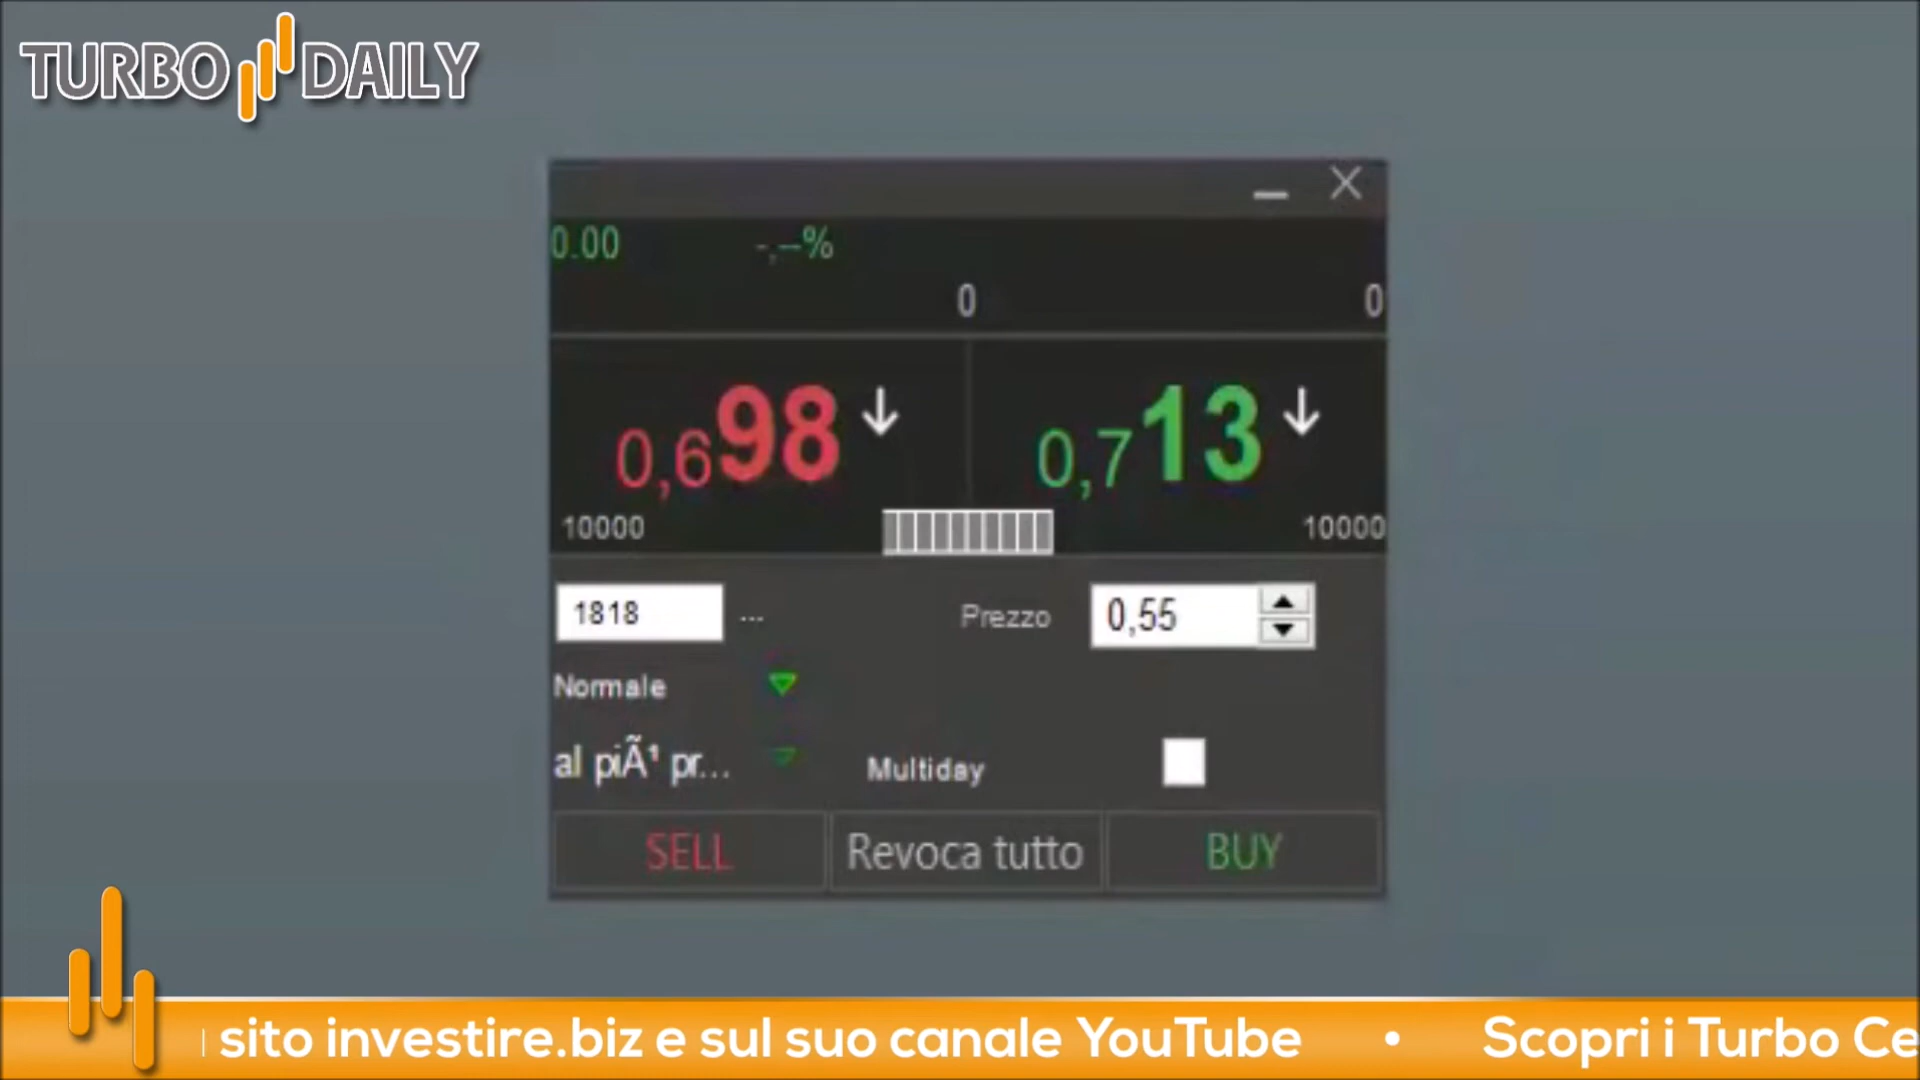 TURBO DAILY
0.00 -,--%
0 0
0,698 0,713
10000 10000
1818 ... Prezzo 0,55
Normale
al piÃ¹ pr... Multiday
SELL Revoca tutto BUY
sito investire.biz e sul suo canale YouTube • Scopri i Turbo Ce